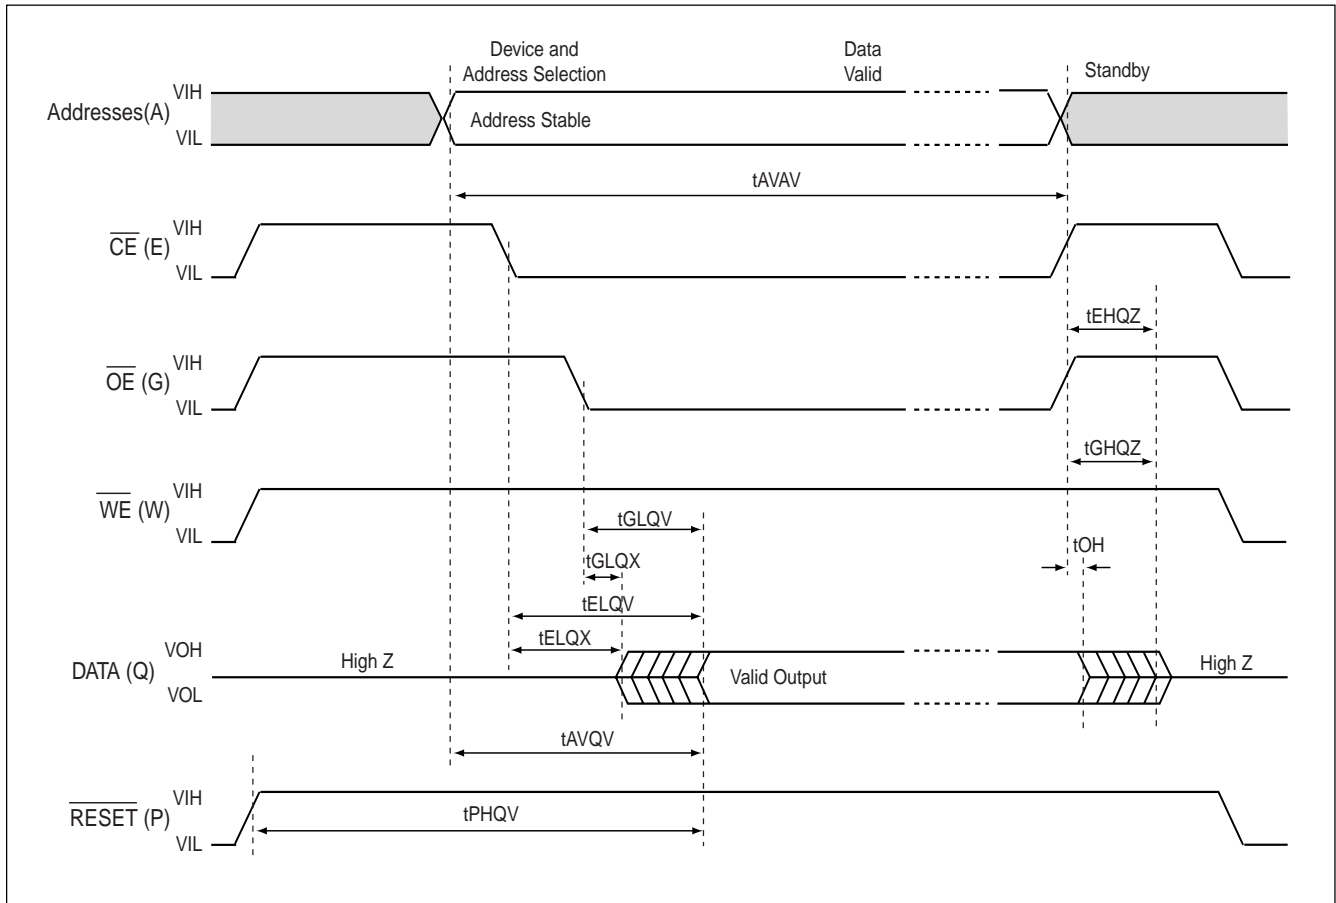 Device and
Address Selection
Data
Valid
Standby
Addresses(A)
VIH
VIL
Address Stable
tAVAV
CE (E)
VIH
VIL
tEHQZ
OE (G)
VIH
VIL
tGHQZ
WE (W)
VIH
VIL
tGLQV
tOH
tGLQX
tELQV
tELQX
DATA (Q)
VOH
VOL
High Z
Valid Output
High Z
tAVQV
RESET (P)
VIH
VIL
tPHQV